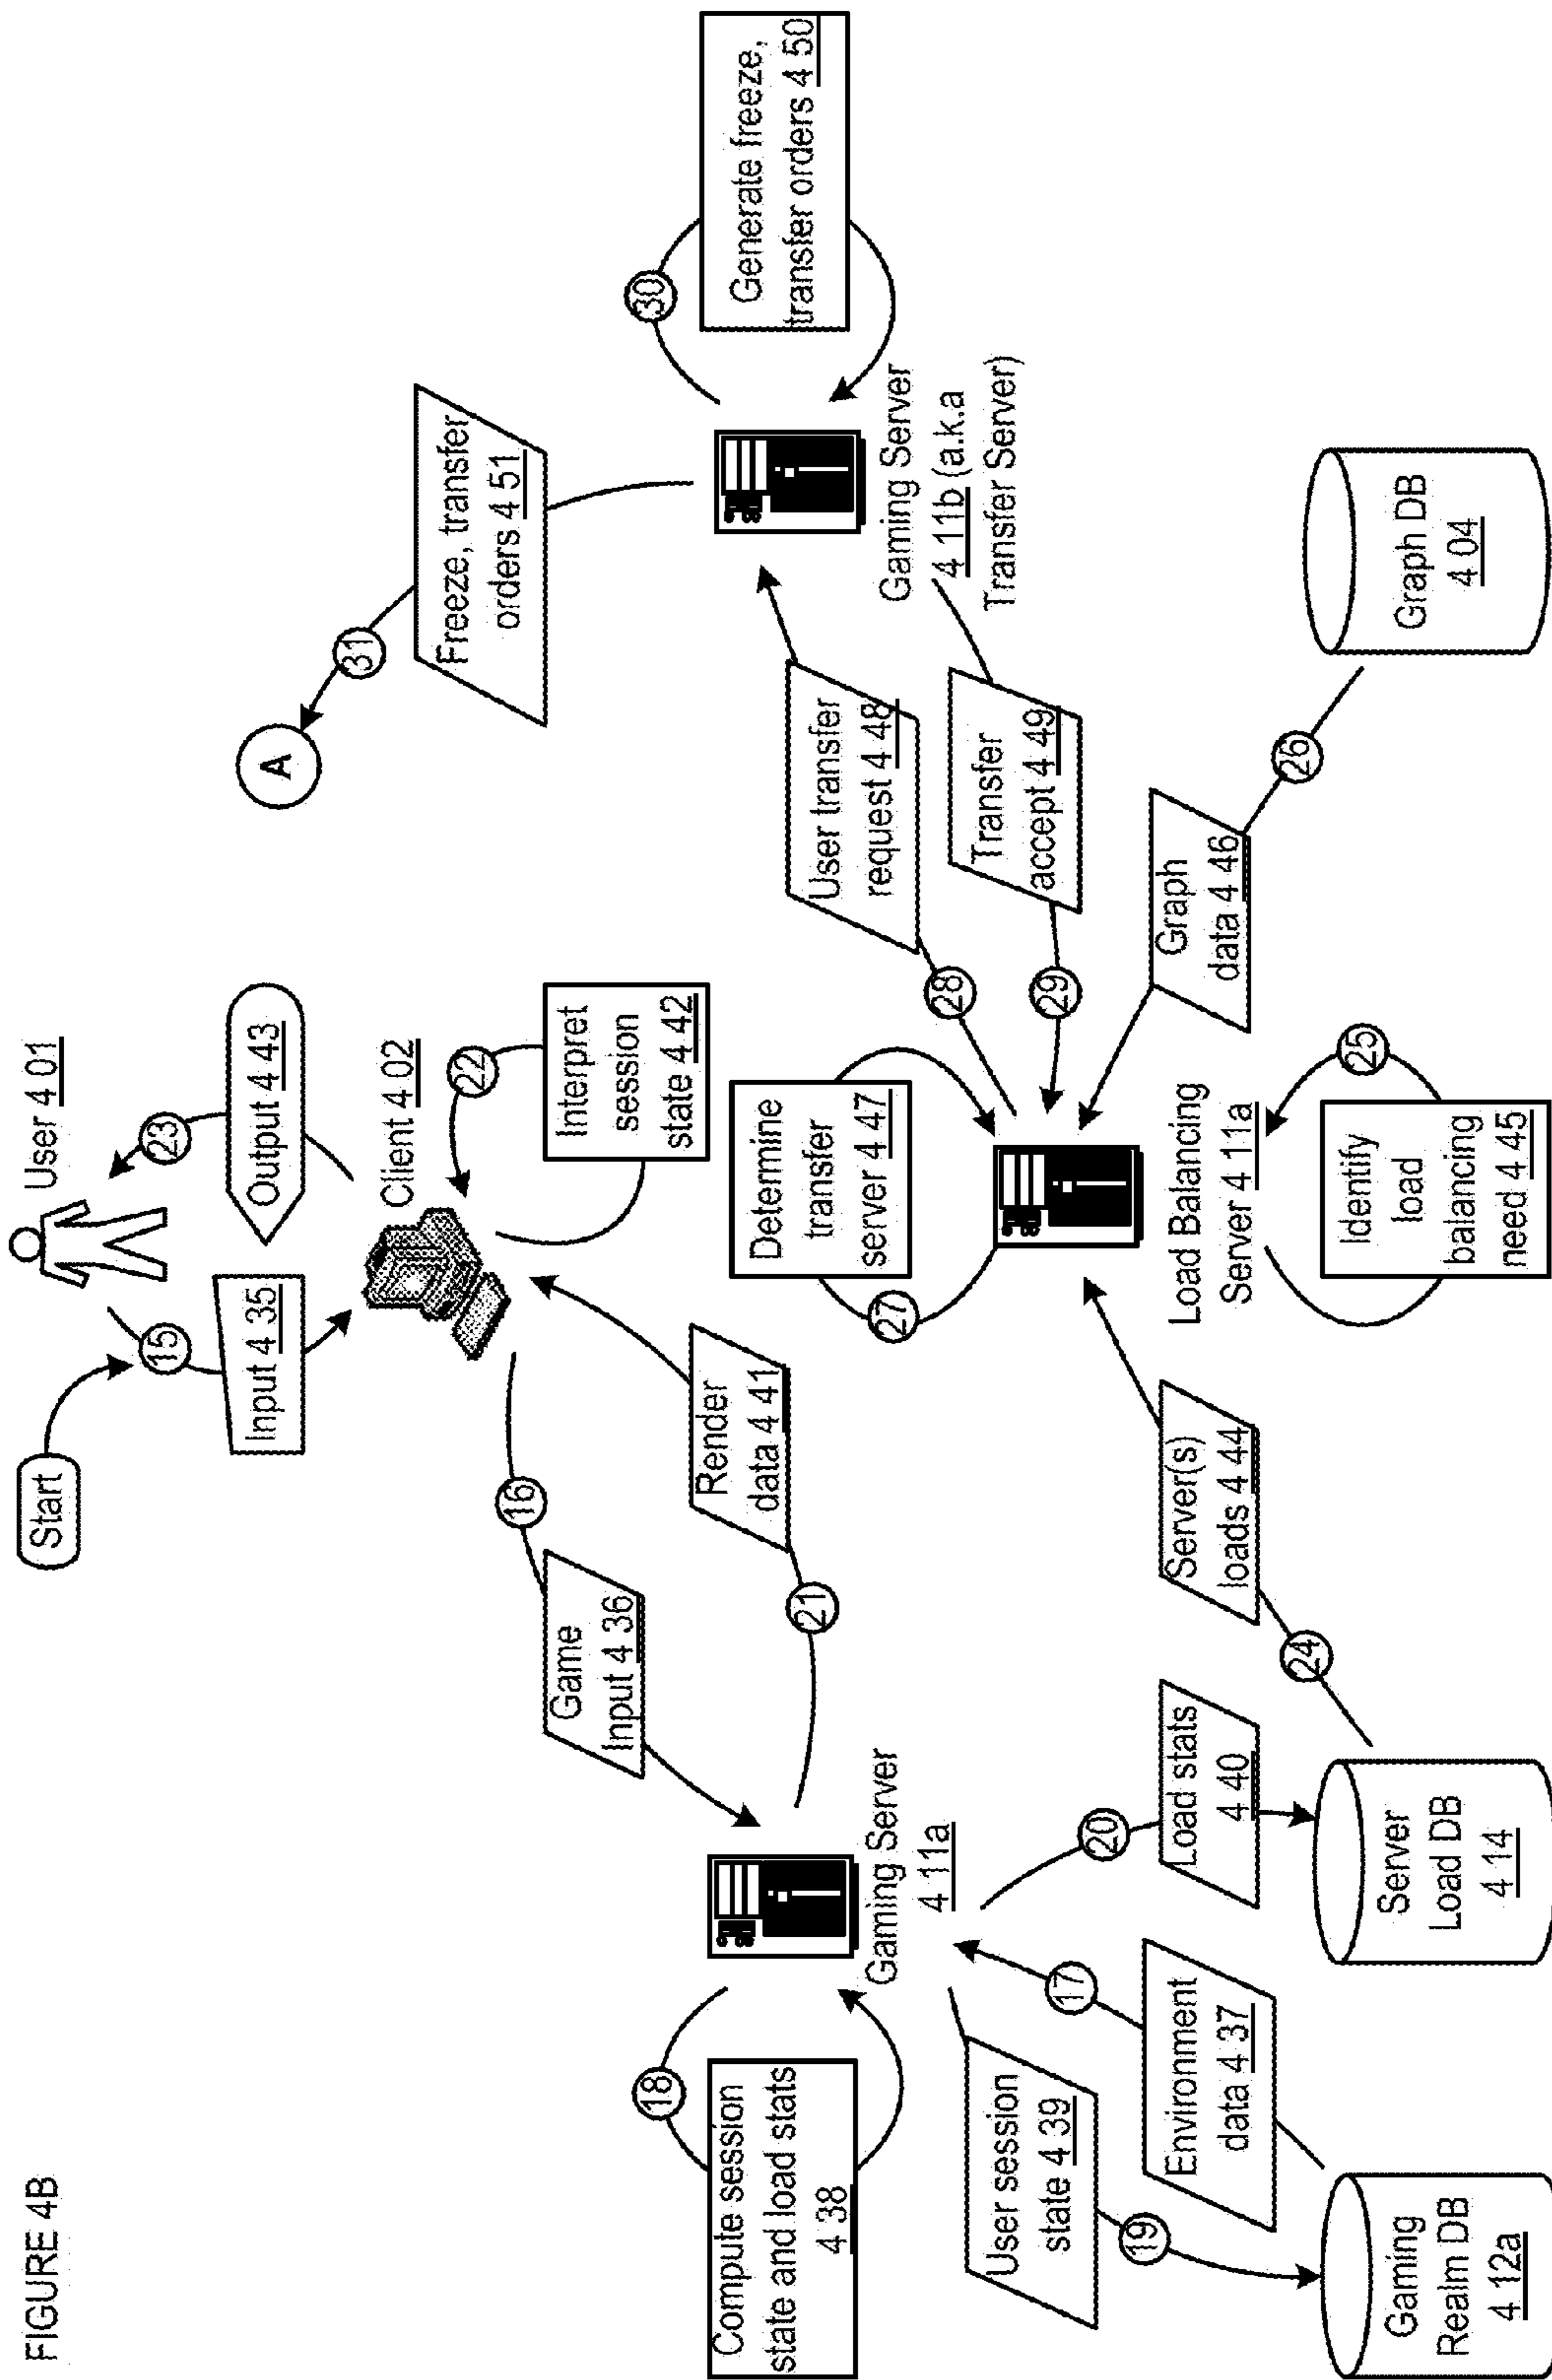 FIGURE 4B
Start
User 4 01
15
23
Input 4 35
Output 4 43
Client 4 02
22
Interpret
session
state 4 42
16
Game
Input 4 36
Render
data 4 41
21
18
Compute session
state and load stats
4 38
Gaming Server
4 11a
User session
state 4 39
19
17
Environment
data 4 37
20
Load stats
4 40
Gaming
Realm DB
4 12a
Server
Load DB
4 14
24
Server(s)
loads 4 44
27
Determine
transfer
server 4 47
Load Balancing
Server 4 11a
25
Identify
load
balancing
need 4 45
28
User transfer
request 4 48
29
Transfer
accept 4 49
Graph
data 4 46
26
Graph DB
4 04
Gaming Server
4 11b (a.k.a
Transfer Server)
30
Generate freeze,
transfer orders 4 50
Freeze, transfer
orders 4 51
31
A